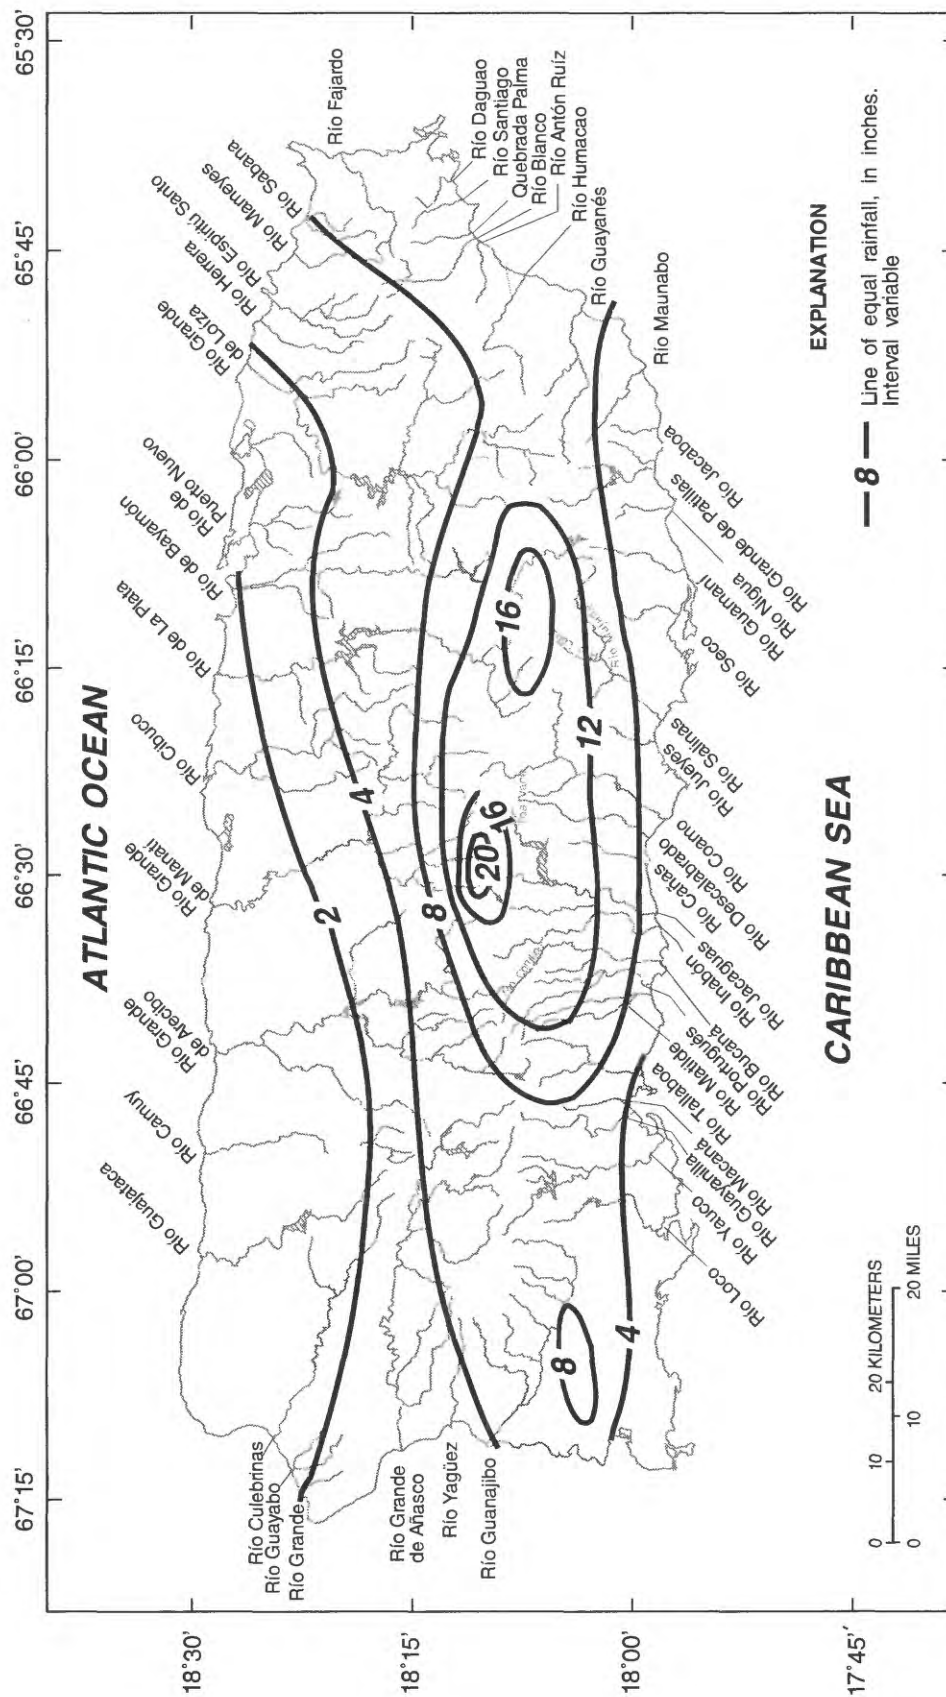 65°30'
65°45'
66°00'
66°15'
66°30'
66°45'
67°00'
67°15'
18°30'
18°15'
18°00'
17°45'′
ATLANTIC OCEAN
CARIBBEAN SEA
Río Guajataca
Río Camuy
Río Grande
de Arecibo
Río Grande
de Manatí
Río Cibuco
Río de La Plata
Río de Bayamón
Río de
Puerto Nuevo
Río Grande
de Loíza
Río Herrera
Río Espíritú Santo
Río Mameyes
Río Sabana
Río Fajardo
Río Daguao
Río Santiago
Quebrada Palma
Río Blanco
Río Antón Ruíz
Río Humacao
Río Guayanés
Río Maunabo
Río Jacaboa
Río Grande de Patillas
Río Nigua
Río Guamaní
Río Seco
Río Salinas
Río Jueyes
Río Coamo
Río Descalabrado
Río Cañas
Río Jacaguas
Río Inabón
Río Bucaná
Río Portugués
Río Matilde
Río Tallaboa
Río Macaná
Río Guayanilla
Río Yauco
Río Loco
Río Culebrinas
Río Guayabo
Río Grande
Río Grande
de Añasco
Río Yagüez
Río Guanajibo
2
4
8
12
16
16
20
8
4
EXPLANATION
8
Line of equal rainfall, in inches.
Interval variable
0 10 20 KILOMETERS
0 10 20 MILES